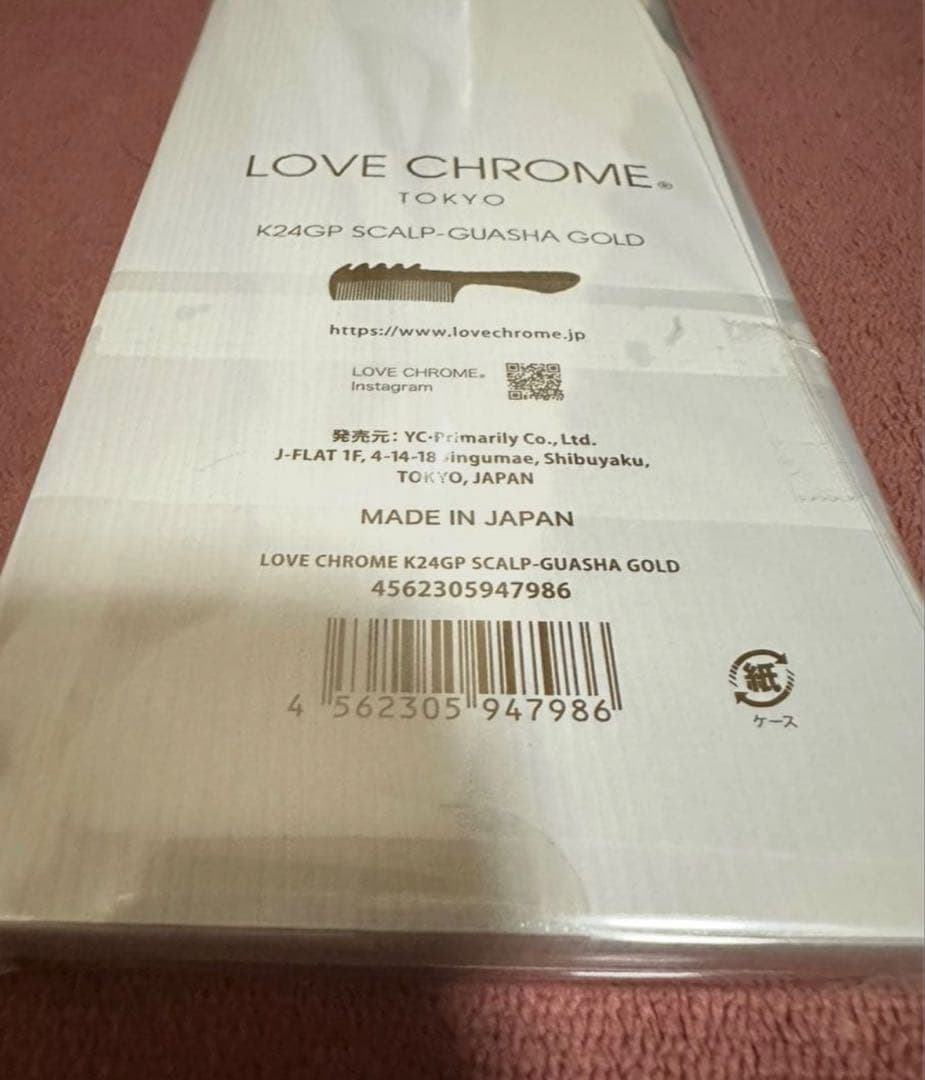 LOVE CHROME®
TOKYO
K24GP SCALP-GUASHA GOLD
https://www.lovechrome.jp
LOVE CHROME®
Instagram
発売元: YC·Primarily Co., Ltd.
J-FLAT 1F, 4-14-18 Jingumae, Shibuyaku,
TOKYO, JAPAN
MADE IN JAPAN
LOVE CHROME K24GP SCALP-GUASHA GOLD
4562305947986
4 562305 947986
紙
ケース